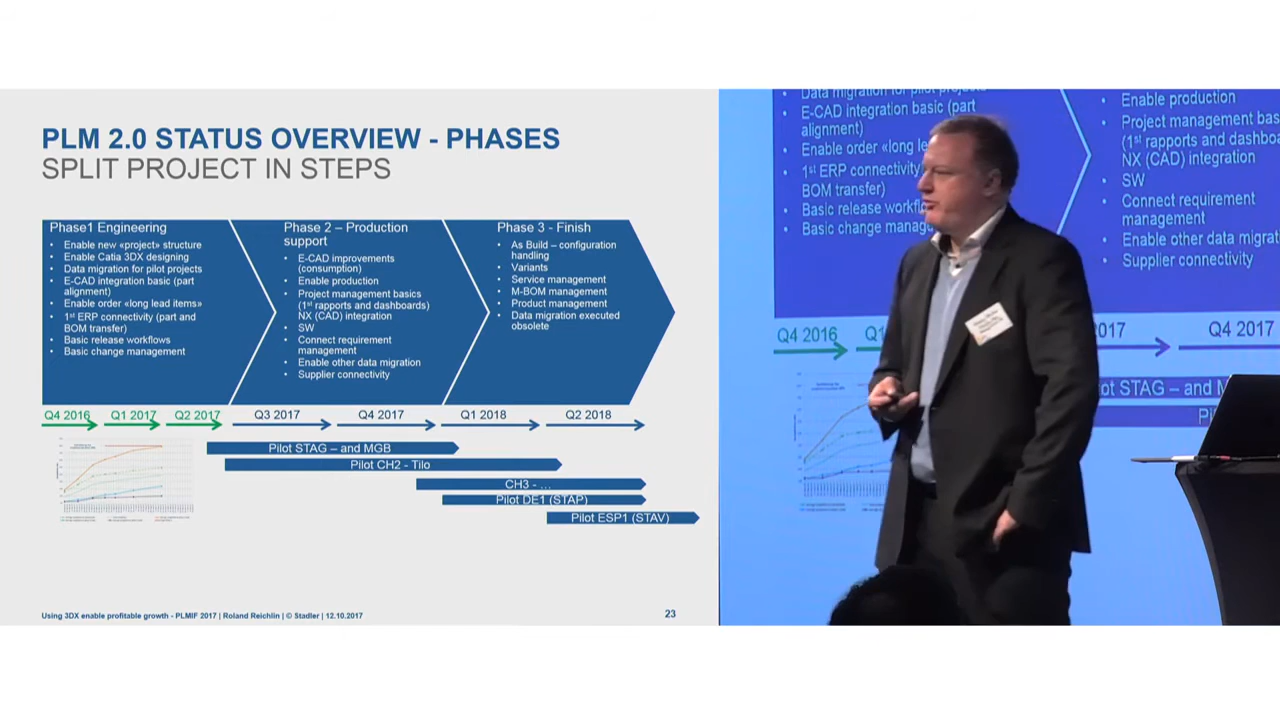 PLM 2.0 STATUS OVERVIEW - PHASES
SPLIT PROJECT IN STEPS
Phase1 Engineering
• Enable new «project» structure
• Enable Catia 3DX designing
• Data migration for pilot projects
• E-CAD integration basic (part
alignment)
• Enable order «long lead items»
• 1st ERP connectivity (part and
BOM transfer)
• Basic release workflows
• Basic change management
Phase 2 – Production
support
• E-CAD improvements
(consumption)
• Enable production
• Project management basics
(1st rapports and dashboards)
NX (CAD) integration
• SW
• Connect requirement
management
• Enable other data migration
• Supplier connectivity
Phase 3 - Finish
• As Build – configuration
handling
• Variants
• Service management
• M-BOM management
• Product management
• Data migration executed
obsolete
Q4 2016 Q1 2017 Q2 2017 Q3 2017 Q4 2017 Q1 2018 Q2 2018
Pilot STAG – and MGB
Pilot CH2 - Tilo
CH3 - ...
Pilot DE1 (STAP)
Pilot ESP1 (STAV)
Using 3DX enable profitable growth - PLMIF 2017 | Roland Reichlin | © Stadler | 12.10.2017
23
• Data migration for pilot projects
• E-CAD integration basic (part
alignment)
• Enable order «long le
• 1st ERP connectivity
BOM transfer)
• Basic release workfl
• Basic change manag
• Enable production
• Project management bas
(1st rapports and dashboa
NX (CAD) integration
• SW
• Connect requirement
management
• Enable other data migrat
• Supplier connectivity
Q4 2016 Q1 2017 Q4 2017
ot STAG – and M
Pi